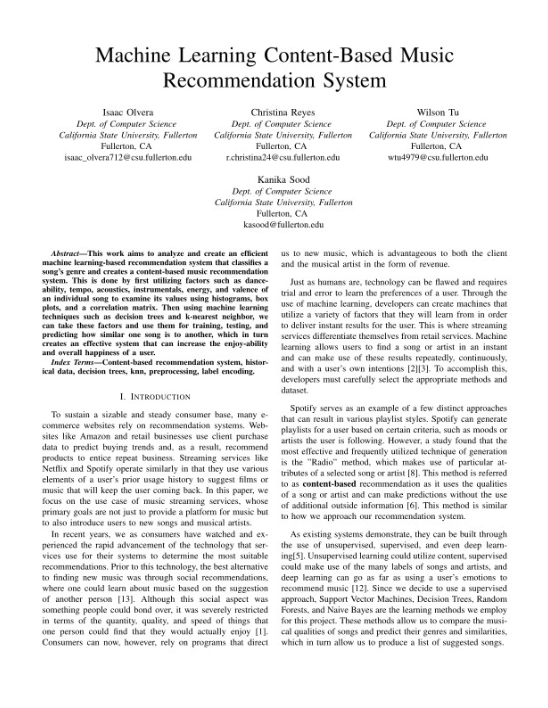 Machine Learning Content-Based Music
Recommendation System
Isaac Olvera
Dept. of Computer Science
California State University, Fullerton
Fullerton, CA
isaac_olvera712@csu.fullerton.edu
Christina Reyes
Dept. of Computer Science
California State University, Fullerton
Fullerton, CA
r.christina24@csu.fullerton.edu
Wilson Tu
Dept. of Computer Science
California State University, Fullerton
Fullerton, CA
wtu4979@csu.fullerton.edu
Kanika Sood
Dept. of Computer Science
California State University, Fullerton
Fullerton, CA
kasood@fullerton.edu
Abstract—This work aims to analyze and create an efficient
machine learning-based recommendation system that classifies a
song's genre and creates a content-based music recommendation
system. This is done by first utilizing factors such as dance-
ability, tempo, acoustics, instrumentals, energy, and valence of
an individual song to examine its values using histograms, box
plots, and a correlation matrix. Then using machine learning
techniques such as decision trees and k-nearest neighbor, we
can take these factors and use them for training, testing, and
predicting how similar one song is to another, which in turn
creates an effective system that can increase the enjoy-ability
and overall happiness of a user.
Index Terms—Content-based recommendation system, histor-
ical data, decision trees, knn, preprocessing, label encoding.
I. INTRODUCTION
To sustain a sizable and steady consumer base, many e-
commerce websites rely on recommendation systems. Web-
sites like Amazon and retail businesses use client purchase
data to predict buying trends and, as a result, recommend
products to entice repeat business. Streaming services like
Netflix and Spotify operate similarly in that they use various
elements of a user's prior usage history to suggest films or
music that will keep the user coming back. In this paper, we
focus on the use case of music streaming services, whose
primary goals are not just to provide a platform for music but
to also introduce users to new songs and musical artists.
In recent years, we as consumers have watched and ex-
perienced the rapid advancement of the technology that ser-
vices use for their systems to determine the most suitable
recommendations. Prior to this technology, the best alternative
to finding new music was through social recommendations,
where one could learn about music based on the suggestion
of another person [13]. Although this social aspect was
something people could bond over, it was severely restricted
in terms of the quantity, quality, and speed of things that
one person could find that they would actually enjoy [1].
Consumers can now, however, rely on programs that direct
us to new music, which is advantageous to both the client
and the musical artist in the form of revenue.
Just as humans are, technology can be flawed and requires
trial and error to learn the preferences of a user. Through the
use of machine learning, developers can create machines that
utilize a variety of factors that they will learn from in order
to deliver instant results for the user. This is where streaming
services differentiate themselves from retail services. Machine
learning allows users to find a song or artist in an instant
and can make use of these results repeatedly, continuously,
and with a user's own intentions [2][3]. To accomplish this,
developers must carefully select the appropriate methods and
dataset.
Spotify serves as an example of a few distinct approaches
that can result in various playlist styles. Spotify can generate
playlists for a user based on certain criteria, such as moods or
artists the user is following. However, a study found that the
most effective and frequently utilized technique of generation
is the "Radio" method, which makes use of particular at-
tributes of a selected song or artist [8]. This method is referred
to as content-based recommendation as it uses the qualities
of a song or artist and can make predictions without the use
of additional outside information [6]. This method is similar
to how we approach our recommendation system.
As existing systems demonstrate, they can be built through
the use of unsupervised, supervised, and even deep learn-
ing[5]. Unsupervised learning could utilize content, supervised
could make use of the many labels of songs and artists, and
deep learning can go as far as using a user's emotions to
recommend music [12]. Since we decide to use a supervised
approach, Support Vector Machines, Decision Trees, Random
Forests, and Naive Bayes are the learning methods we employ
for this project. These methods allow us to compare the musi-
cal qualities of songs and predict their genres and similarities,
which in turn allow us to produce a list of suggested songs.